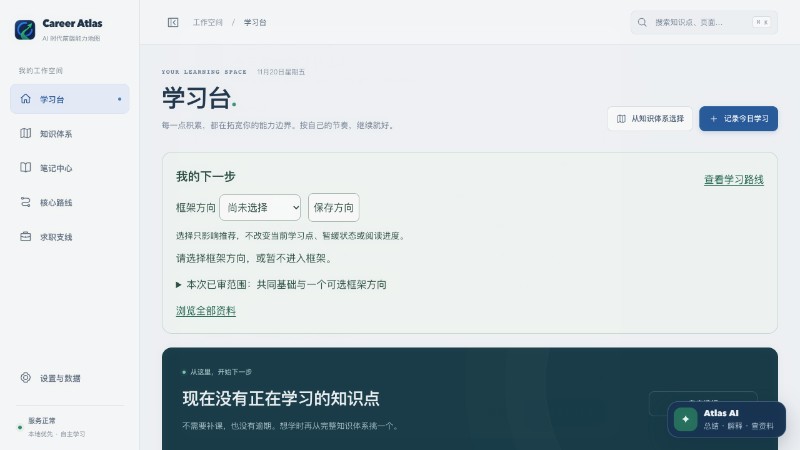 Career Atlas
AI 时代前端能力地图
我的工作空间
学习台
知识体系
笔记中心
核心路线
求职支线
设置与数据
服务正常
本地优先 · 自主学习
工作空间 / 学习台
搜索知识点、页面...
⌘ K
YOUR LEARNING SPACE 11月20日星期五
学习台.
每一点积累，都在拓宽你的能力边界。按自己的节奏，继续就好。
从知识体系选择
+ 记录今日学习
我的下一步
查看学习路线
框架方向 尚未选择 保存方向
选择只影响推荐，不改变当前学习点、暂缓状态或阅读进度。
请选择框架方向，或暂不进入框架。
▶ 本次已审范围：共同基础与一个可选框架方向
浏览全部资料
从这里，开始下一步
现在没有正在学习的知识点
不需要补课，也没有逾期。想学时再从完整知识体系挑一个。
Atlas AI
总结 · 解释 · 查资料